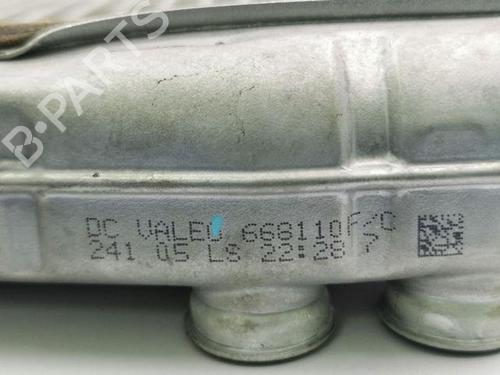 B-PARTS
DC VALEO 668110F/C
241 05 LS 22:28 7